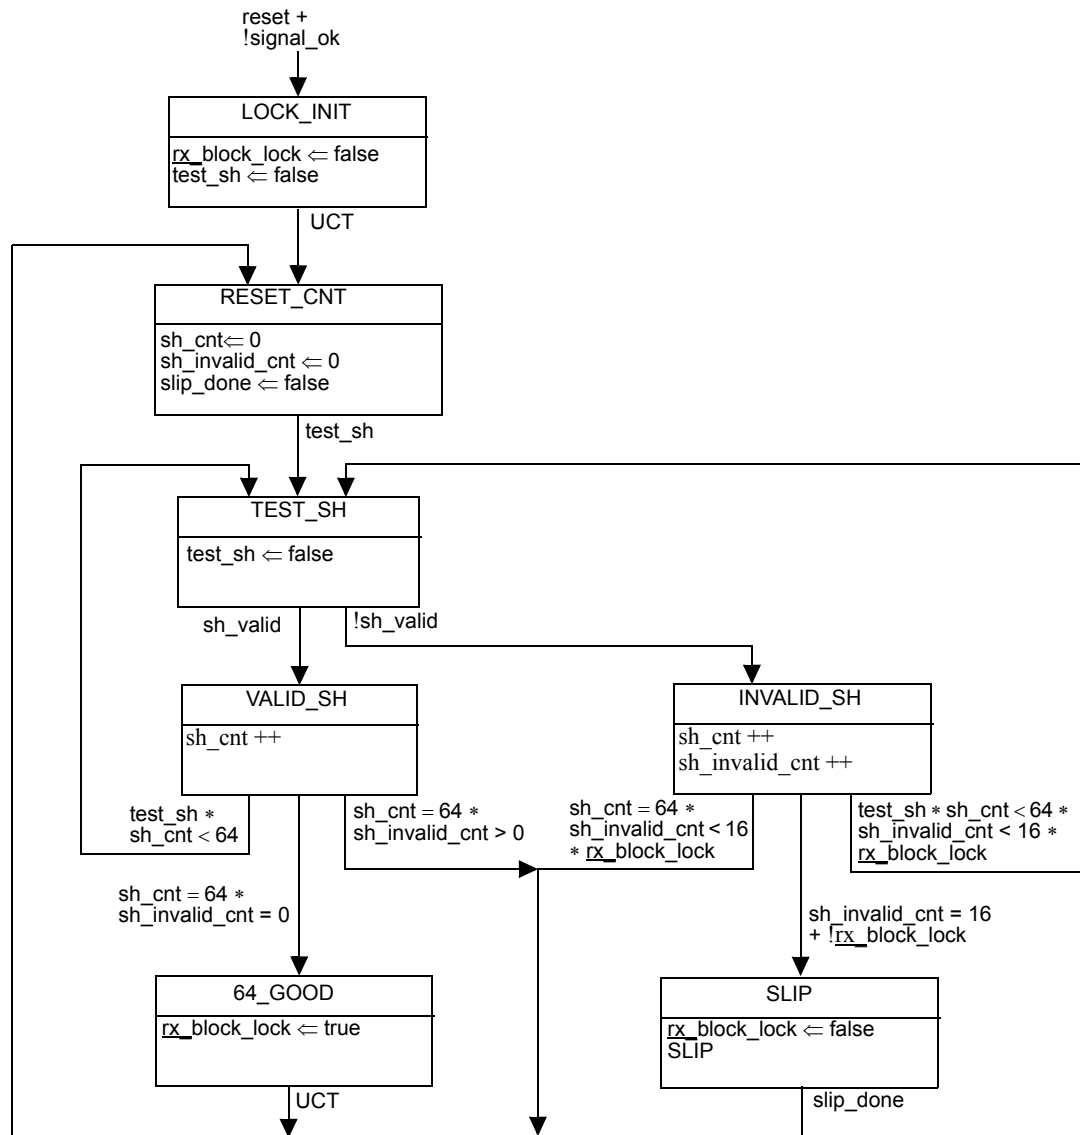 reset +
!signal_ok
LOCK_INIT
rx_block_lock ⇐ false
test_sh ⇐ false
UCT
RESET_CNT
sh_cnt⇐ 0
sh_invalid_cnt ⇐ 0
slip_done ⇐ false
test_sh
TEST_SH
test_sh ⇐ false
sh_valid
!sh_valid
VALID_SH
sh_cnt ++
INVALID_SH
sh_cnt ++
sh_invalid_cnt ++
test_sh *
sh_cnt < 64
sh_cnt = 64 *
sh_invalid_cnt > 0
sh_cnt = 64 *
sh_invalid_cnt < 16
* rx_block_lock
test_sh * sh_cnt < 64 *
sh_invalid_cnt < 16 *
rx_block_lock
sh_cnt = 64 *
sh_invalid_cnt = 0
sh_invalid_cnt = 16
+ !rx_block_lock
64_GOOD
rx_block_lock ⇐ true
SLIP
rx_block_lock ⇐ false
SLIP
UCT
slip_done